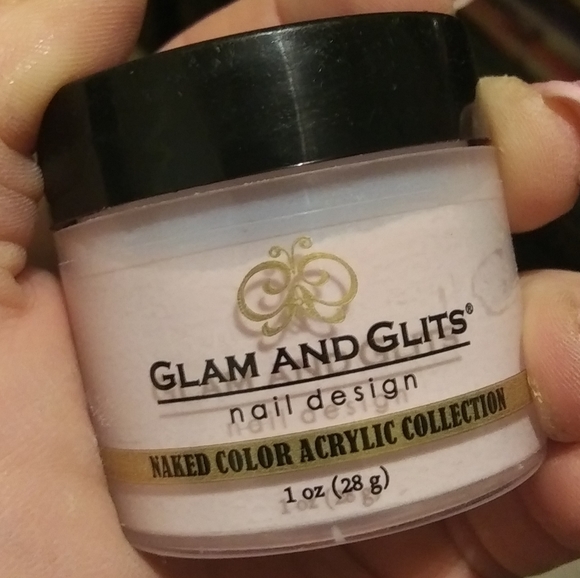 GLAM AND GLITS®
nail design
NAKED COLOR ACRYLIC COLLECTION
1 oz (28 g)